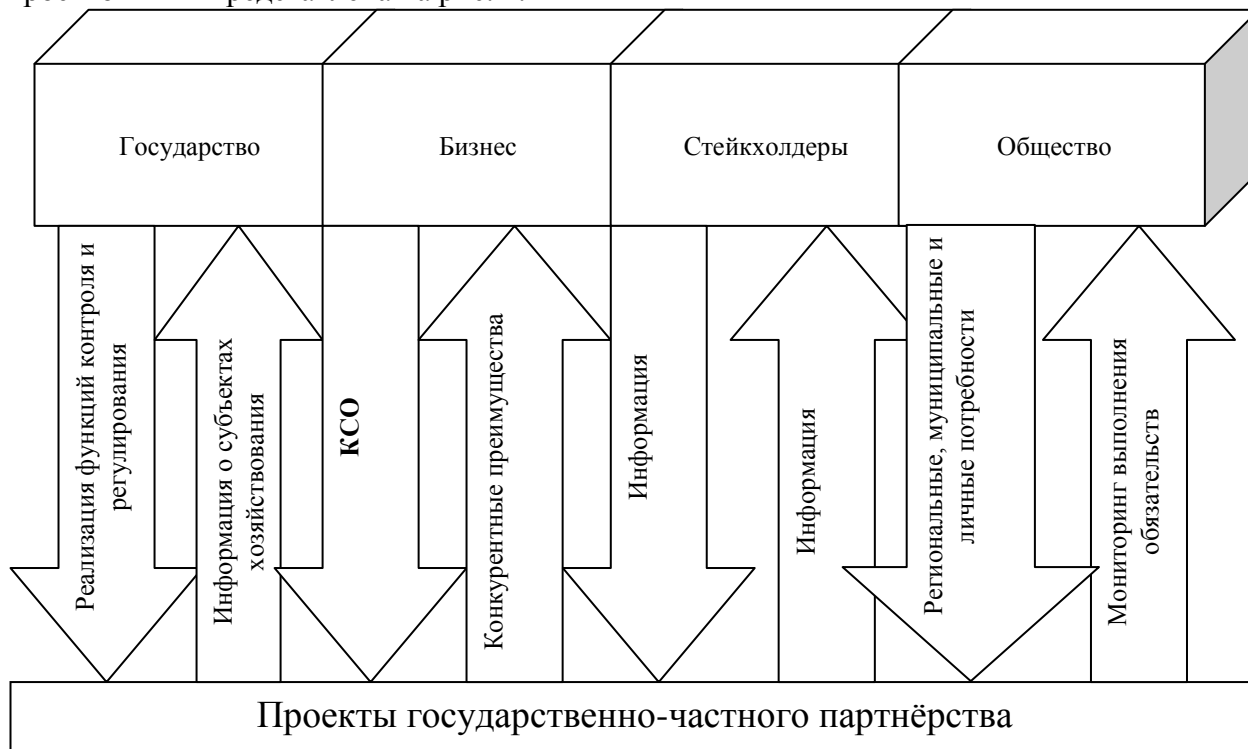 Государство
Бизнес
Стейкхолдеры
Общество
Реализация функций контроля и
регулирования
Информация о субъектах
хозяйствования
КСО
Конкурентные преимущества
Информация
Информация
Региональные, муниципальные и
личные потребности
Мониторинг выполнения
обязательств
Проекты государственно-частного партнёрства